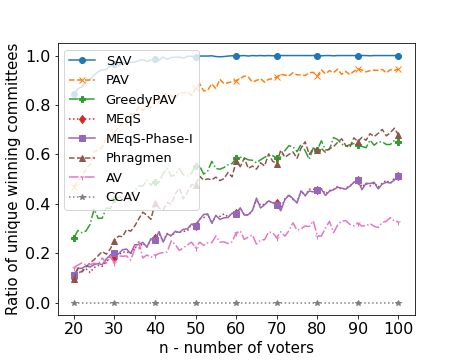 Ratio of unique winning committees
1.0
0.8
0.6
0.4
0.2
0.0
SAV
PAV
GreedyPAV
MEqS
MEqS-Phase-I
Phragmen
AV
CCAV
20 30 40 50 60 70 80 90 100
n - number of voters